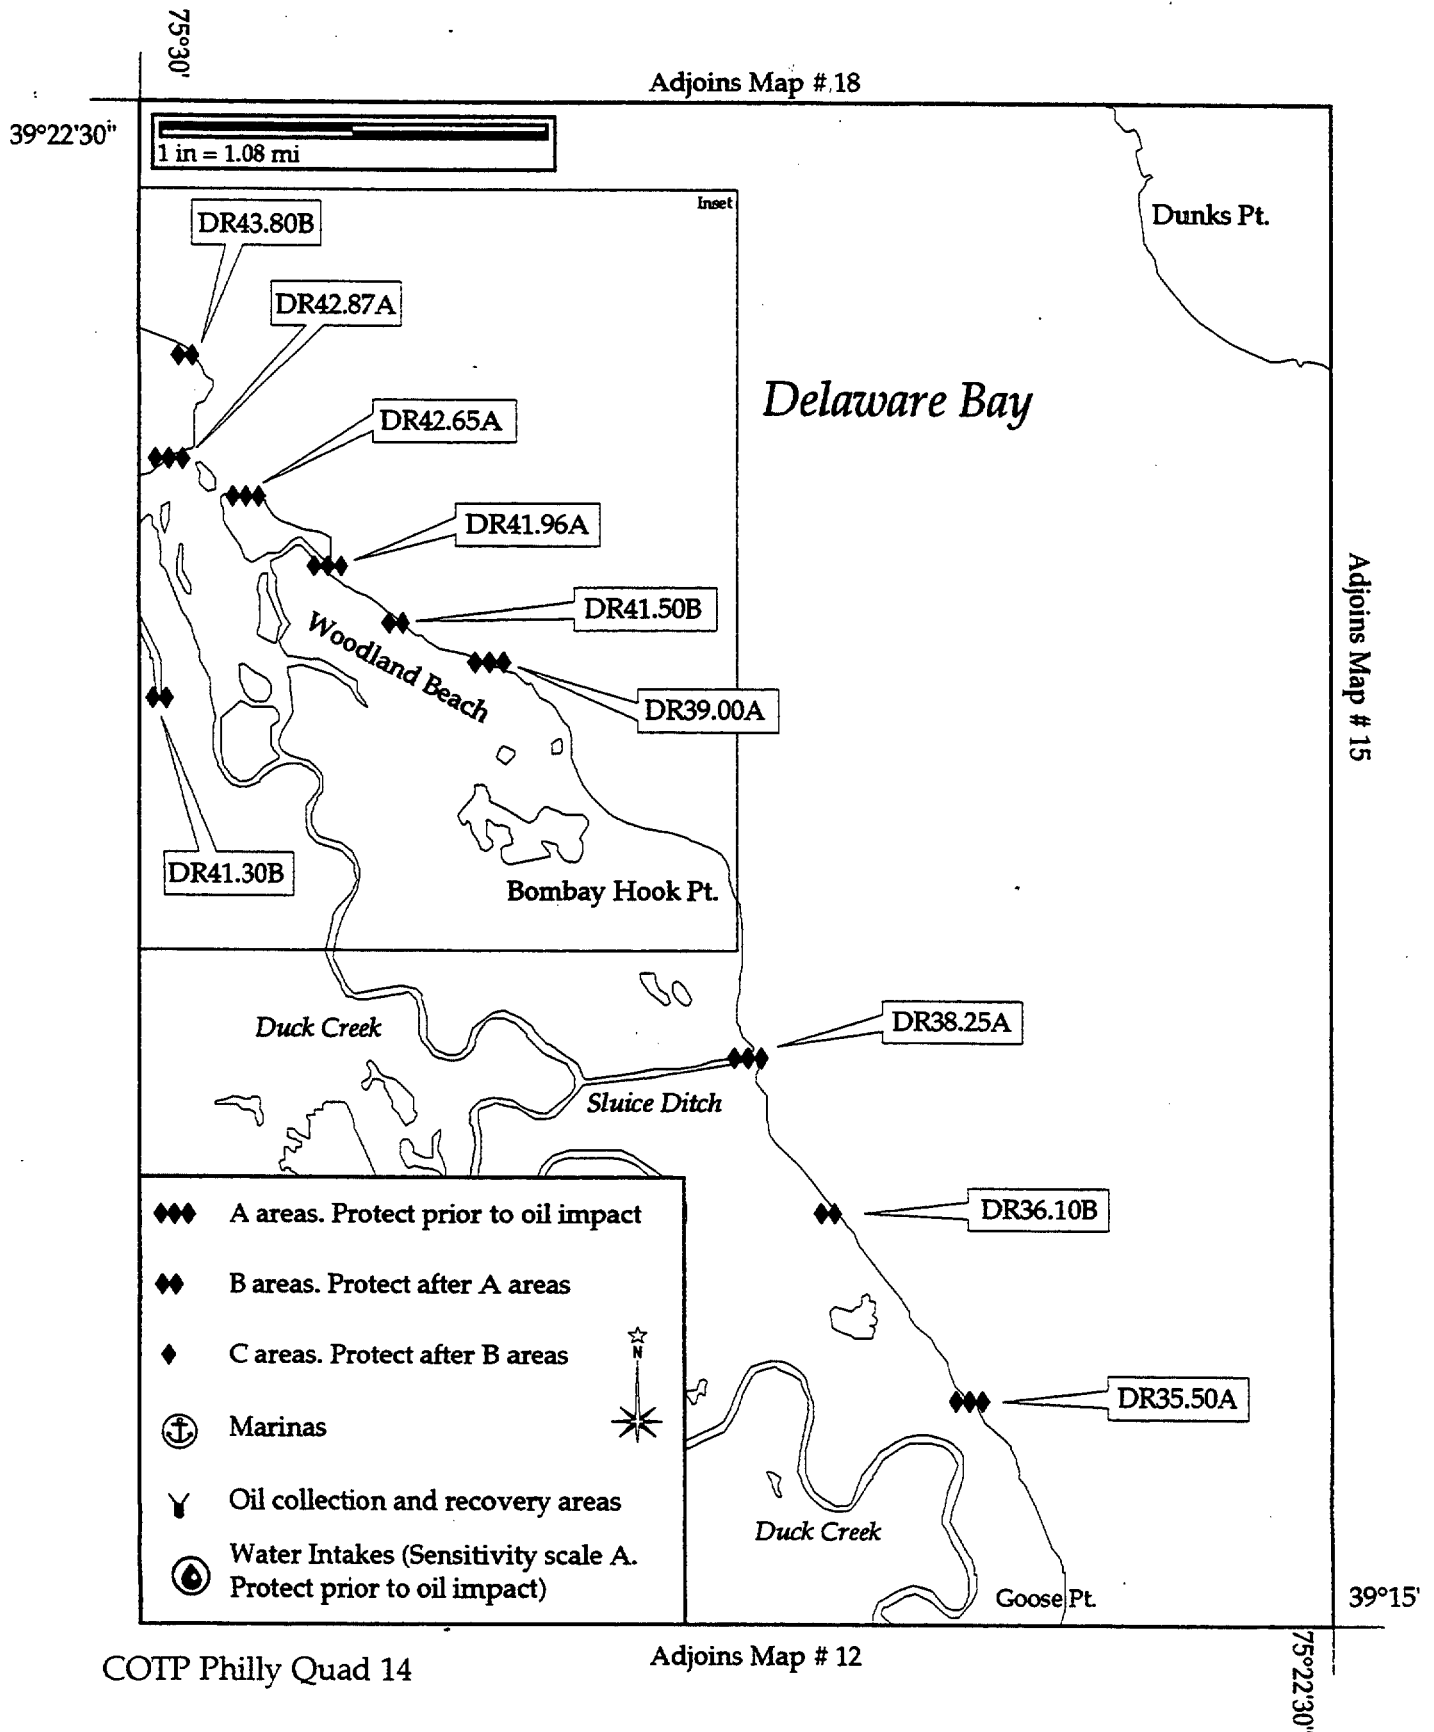 75°30'
Adjoins Map # 18
39°22'30"
1 in = 1.08 mi
Inset
DR43.80B
Dunks Pt.
DR42.87A
Delaware Bay
DR42.65A
DR41.96A
DR41.50B
Woodland Beach
DR39.00A
Adjoins Map # 15
DR41.30B
Bombay Hook Pt.
DR38.25A
Duck Creek
Sluice Ditch
DR36.10B
A areas. Protect prior to oil impact
B areas. Protect after A areas
C areas. Protect after B areas
N
Marinas
Oil collection and recovery areas
Water Intakes (Sensitivity scale A.
Protect prior to oil impact)
DR35.50A
Duck Creek
Goose Pt.
39°15'
75°22'30"
Adjoins Map # 12
COTP Philly Quad 14